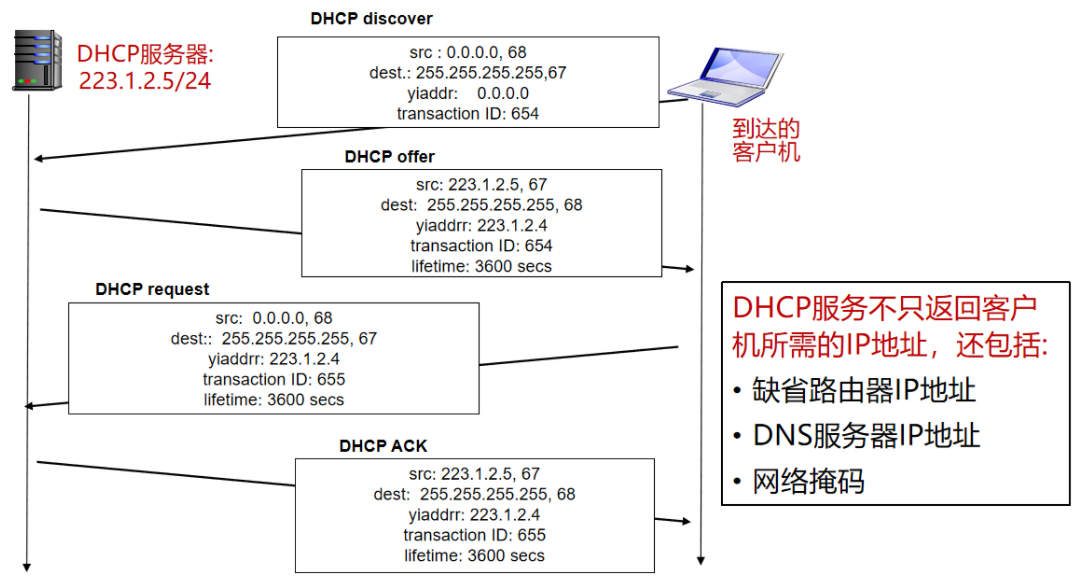 DHCP discover
DHCP服务器:
223.1.2.5/24
src : 0.0.0.0, 68
dest.: 255.255.255.255,67
yiaddr: 0.0.0.0
transaction ID: 654
到达的
客户机
DHCP offer
src: 223.1.2.5, 67
dest: 255.255.255.255, 68
yiaddrr: 223.1.2.4
transaction ID: 654
lifetime: 3600 secs
DHCP request
src: 0.0.0.0, 68
dest:: 255.255.255.255, 67
yiaddrr: 223.1.2.4
transaction ID: 655
lifetime: 3600 secs
DHCP ACK
src: 223.1.2.5, 67
dest: 255.255.255.255, 68
yiaddrr: 223.1.2.4
transaction ID: 655
lifetime: 3600 secs
DHCP服务不只返回客户
机所需的IP地址，还包括:
• 缺省路由器IP地址
• DNS服务器IP地址
• 网络掩码